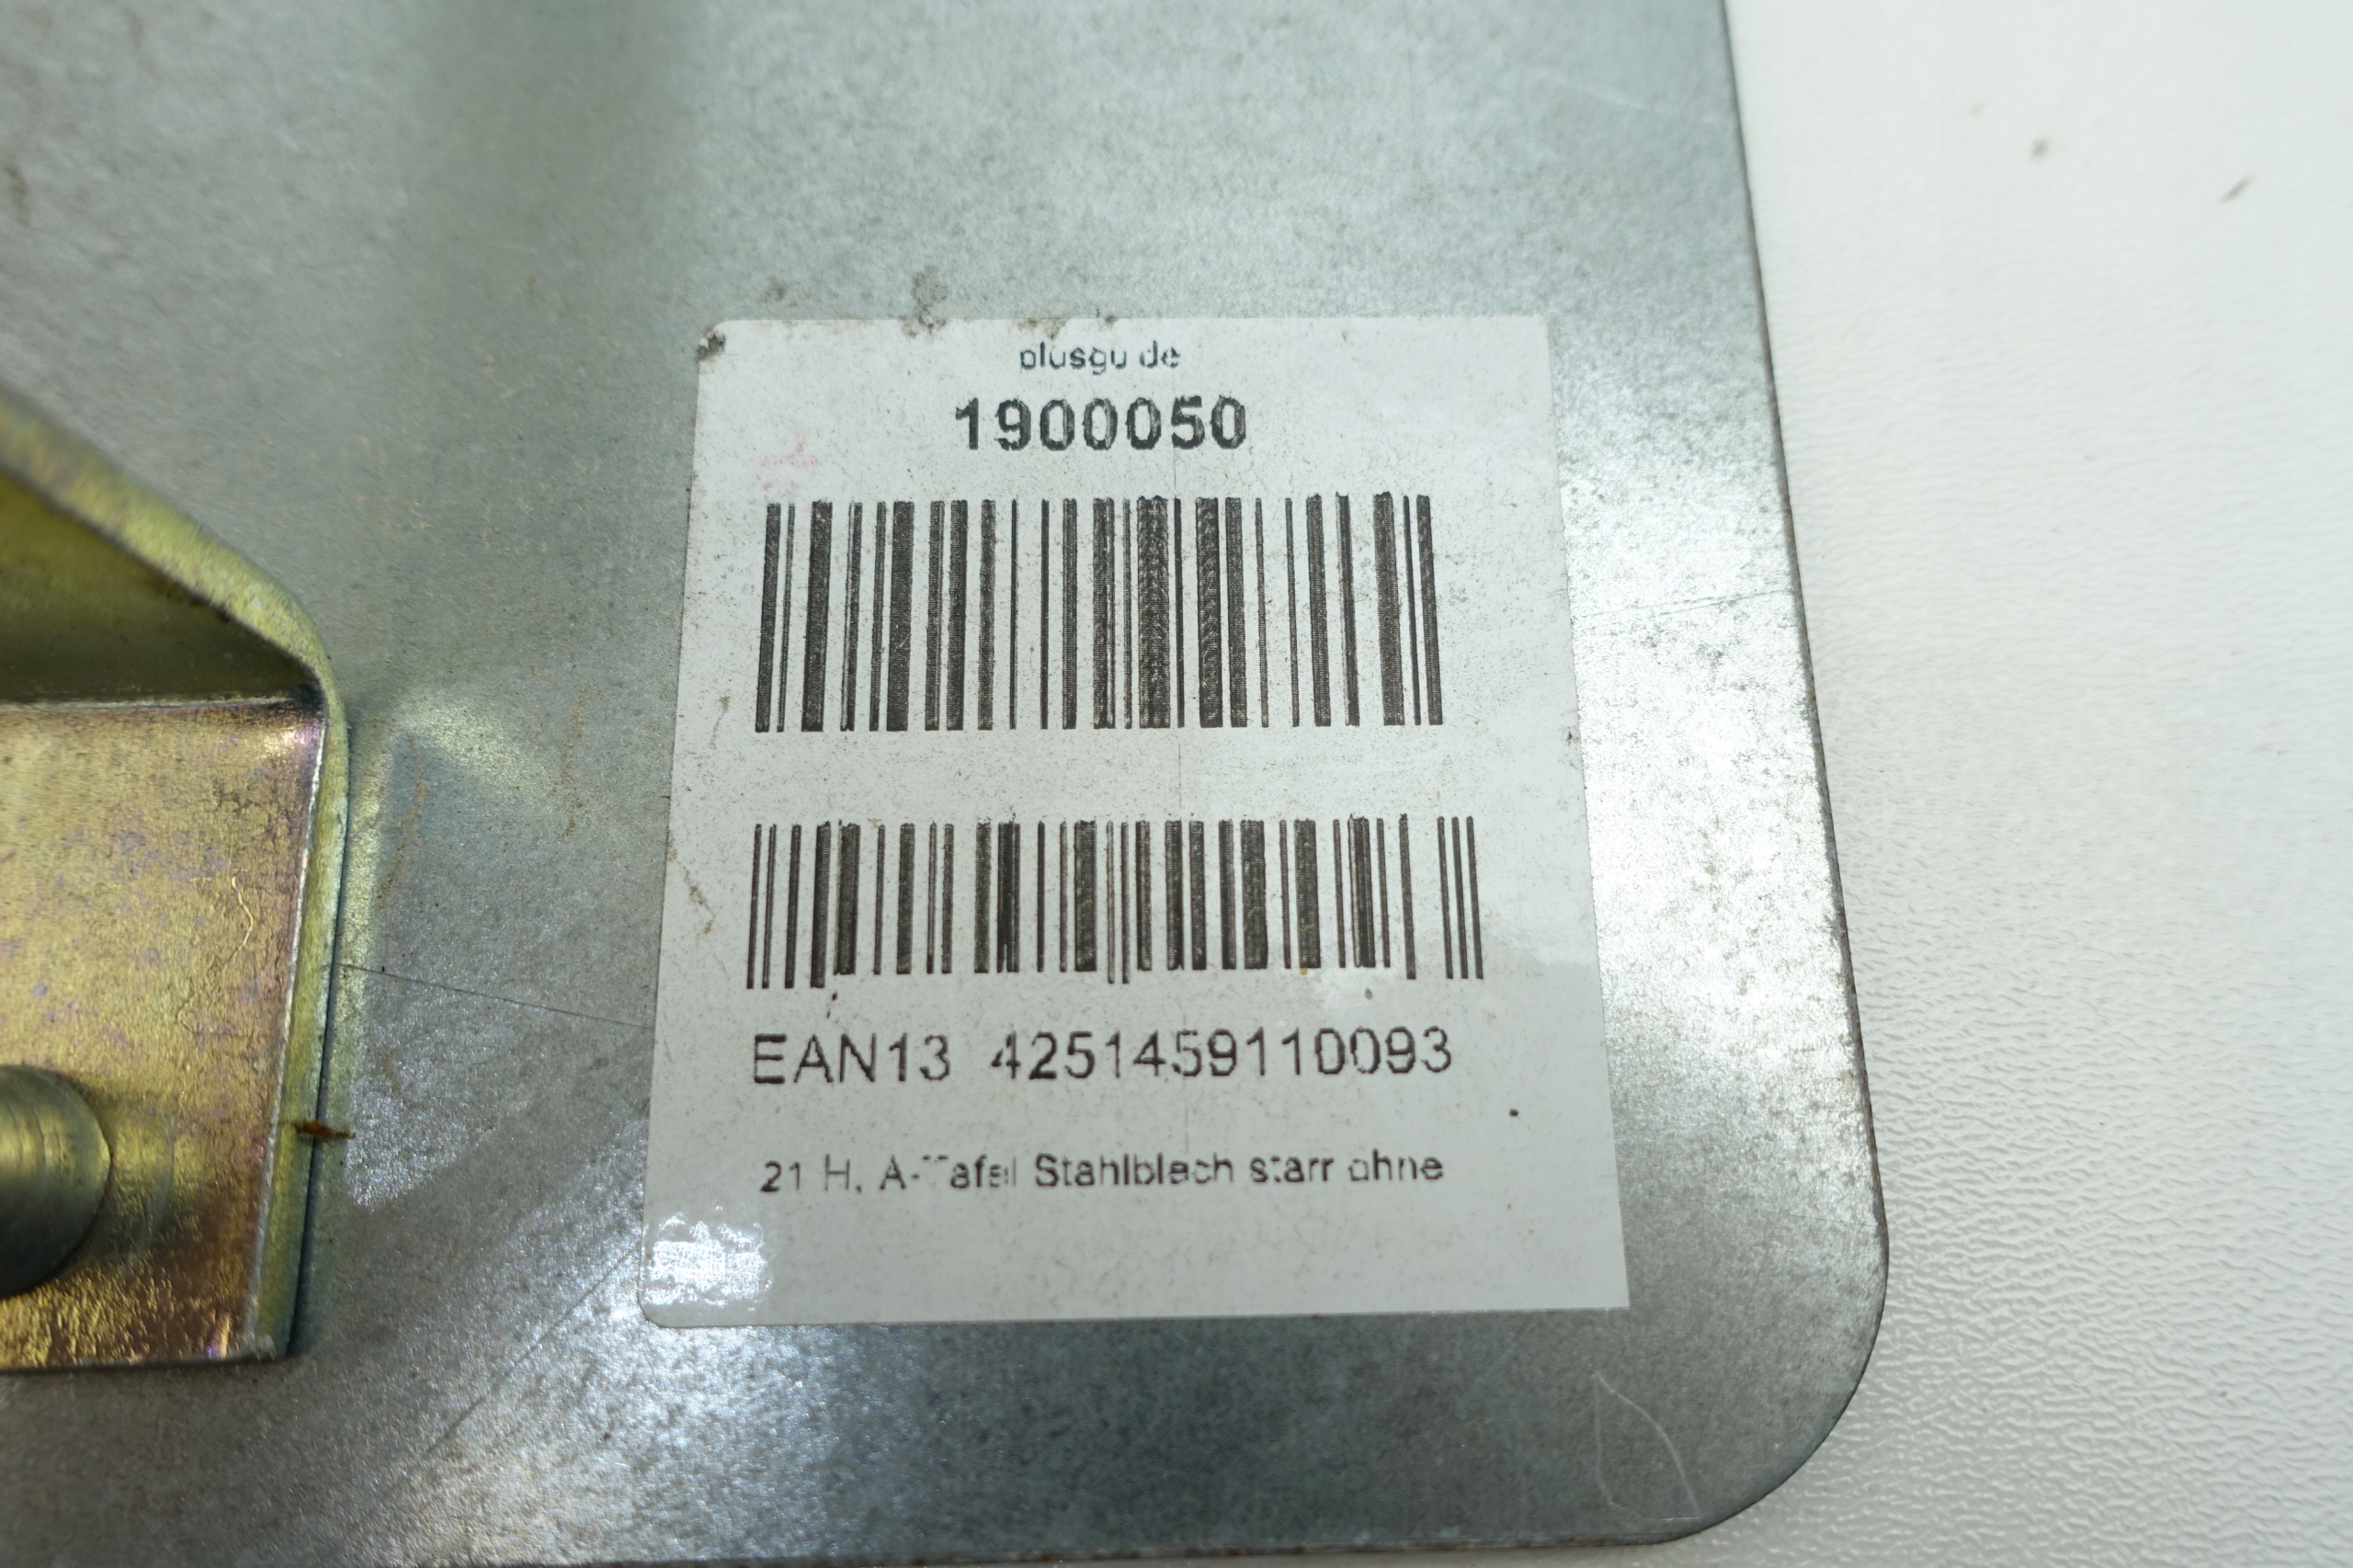 plusgu de
1900050
EAN13 4251459110093
21 H. A-Tafel Stahlblech starr ohne